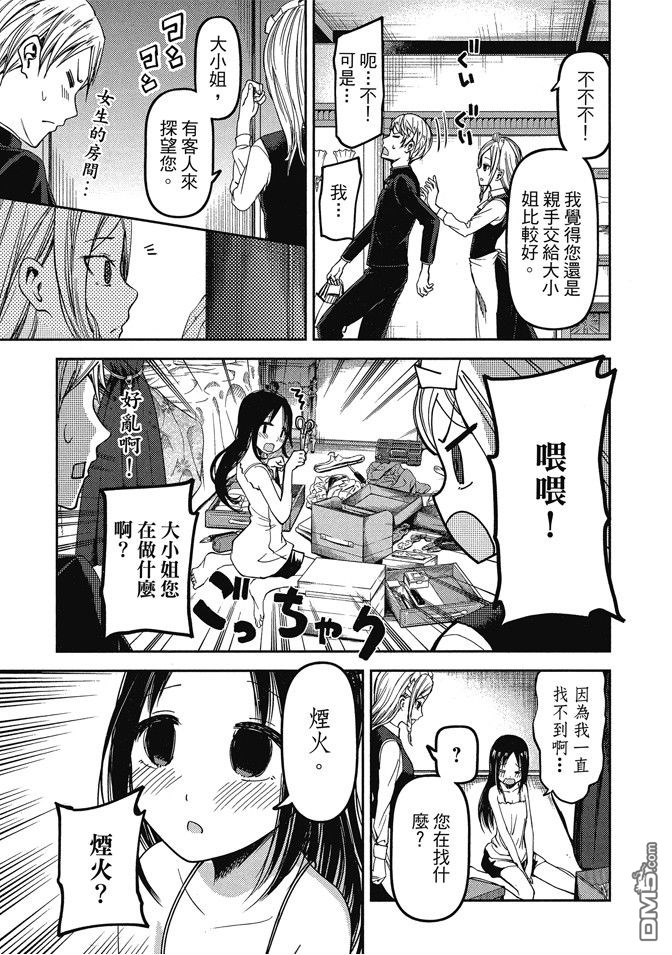 不不!
我覺得您還是
親手交給大小
姐比較好。
呃…不!
可是…
我…
ぐい
ぐい
大小姐,
有客人來
探望您。
コン
コン
女生的房間…
喂喂!
好亂啊!
大小姐您
在做什麼
啊?
ごっちゃり
因為我一直
找不到啊…
?
您在找什
麼?
煙火。
煙火?
DM5.com